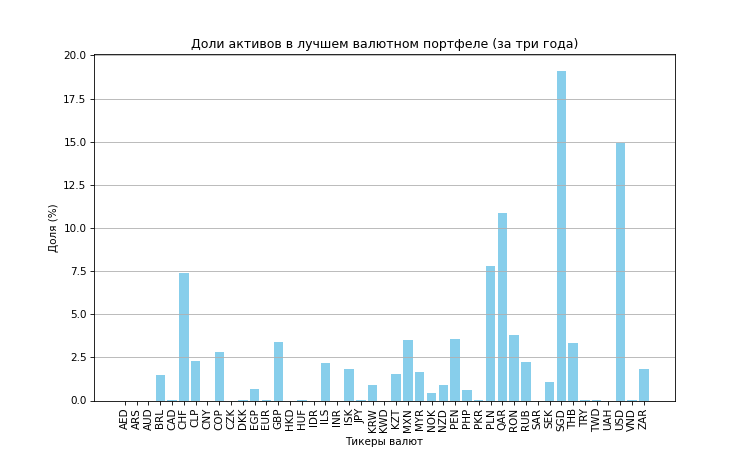 Доли активов в лучшем валютном портфеле (за три года)
20.0
17.5
15.0
12.5
10.0
7.5
5.0
2.5
0.0
Доля (%)
AED
ARS
AUD
BRL
CAD
CHF
CLP
CNY
COP
CZK
DKK
EGP
EUR
GBP
HKD
HUF
IDR
ILS
INR
ISK
JPY
KRW
KWD
KZT
MXN
MYR
NOK
NZD
PEN
PHP
PKR
PLN
QAR
RON
RUB
SAR
SEK
SGD
THB
TRY
TWD
UAH
USD
VND
ZAR
Тикеры валют